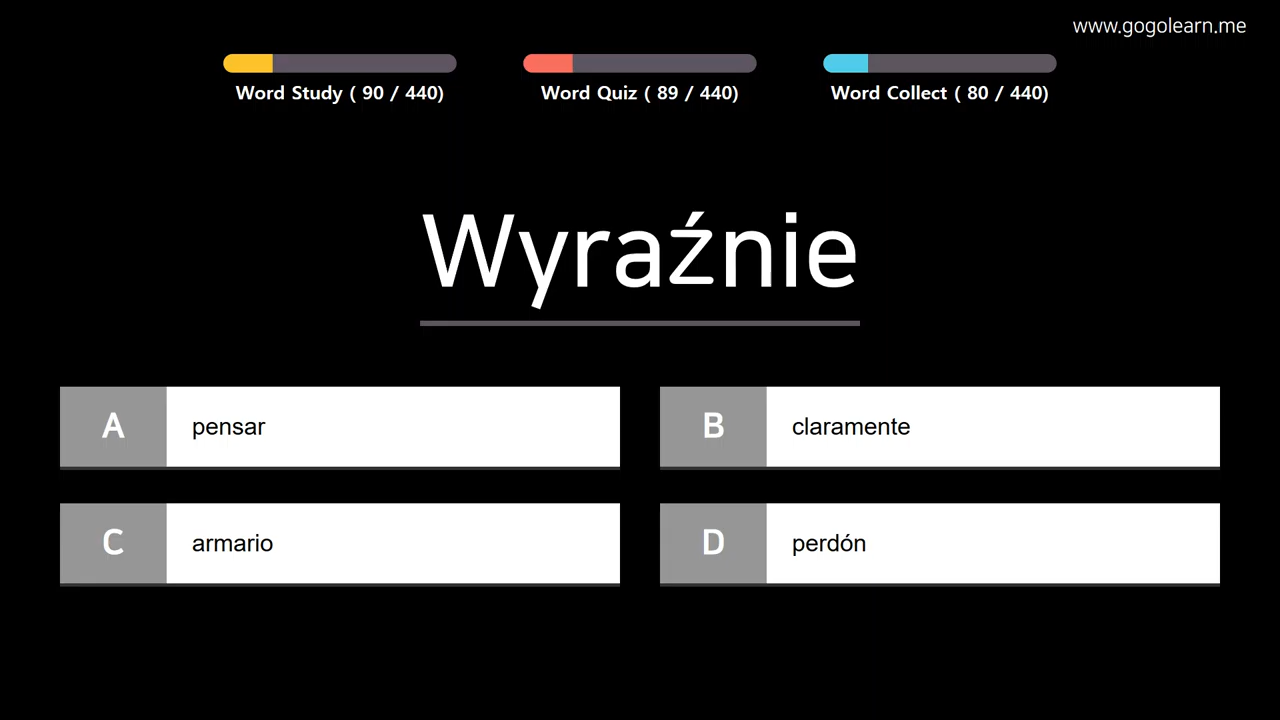 www.gogolearn.me
Word Study ( 90 / 440)
Word Quiz ( 89 / 440)
Word Collect ( 80 / 440)
Wyraźnie
A pensar
B claramente
C armario
D perdón